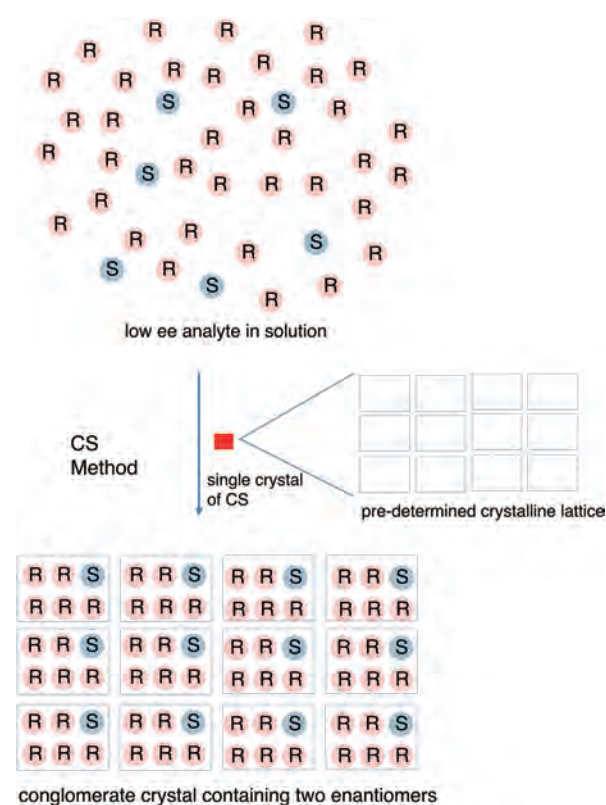 R R R
R
R R R R R
R R
S S R R
R R R
R R
R R R R
S R R R R
R R
R R R S
R R
S R
S R R
low ee analyte in solution
CS
Method
single crystal
of CS
pre-determined crystalline lattice
R R S R R S R R S R R S
R R R R R R R R R R R R
R R S R R S R R S R R S
R R R R R R R R R R R R
R R S R R S R R S R R S
R R R R R R R R R R R R
conglomerate crystal containing two enantiomers